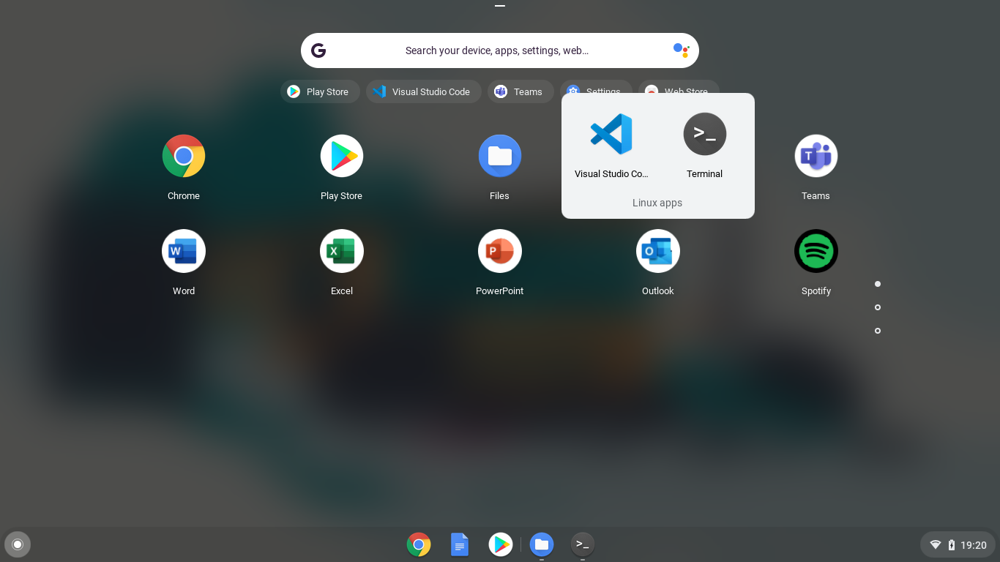 Search your device, apps, settings, web...
Play Store
Visual Studio Code
Teams
Settings
Web Store
Visual Studio Co...
Terminal
Linux apps
Chrome
Play Store
Files
Teams
Word
Excel
PowerPoint
Outlook
Spotify
19:20